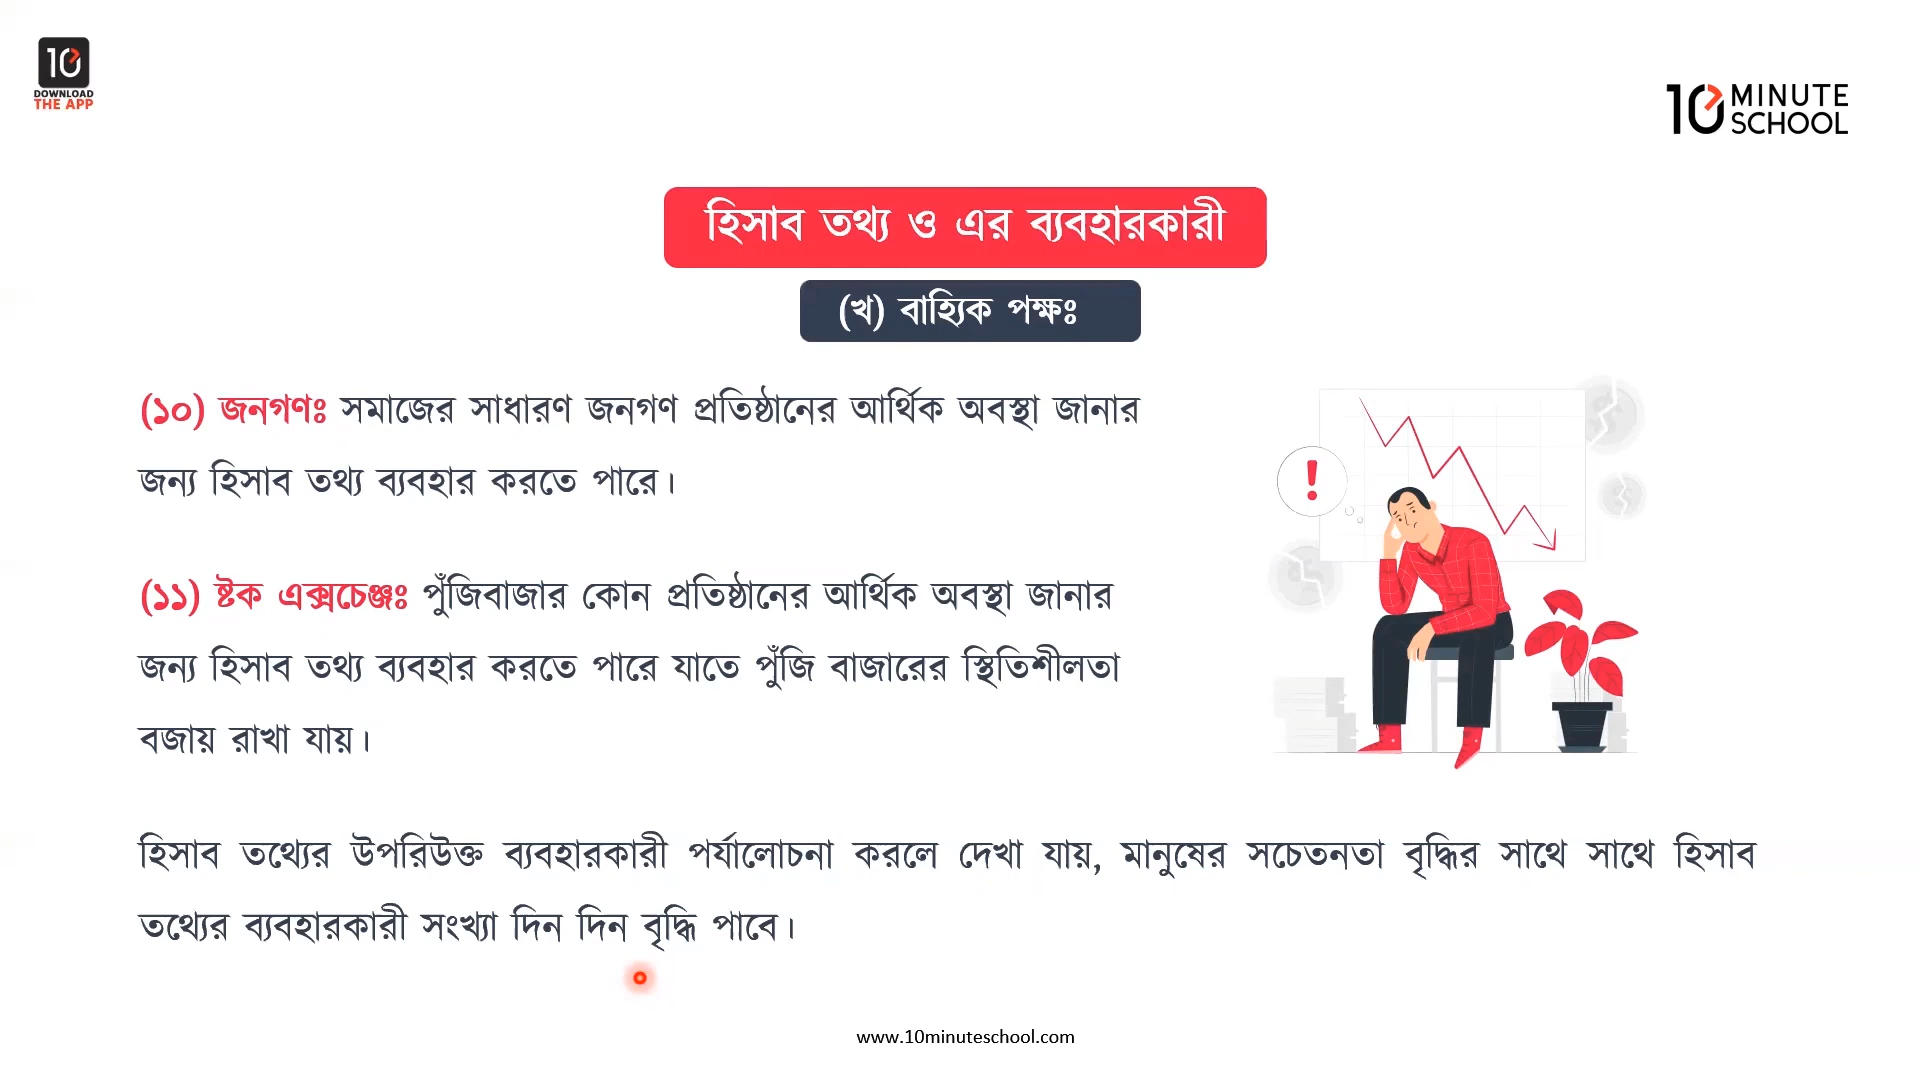 10
DOWNLOAD
THE APP
10 MINUTE
SCHOOL
হিসাব তথ্য ও এর ব্যবহারকারী
(খ) বাহ্যিক পক্ষঃ
(১০) জনগণঃ সমাজের সাধারণ জনগণ প্রতিষ্ঠানের আর্থিক অবস্থা জানার
জন্য হিসাব তথ্য ব্যবহার করতে পারে।
!
(১১) ষ্টক এক্সচেঞ্জঃ পুঁজিবাজার কোন প্রতিষ্ঠানের আর্থিক অবস্থা জানার
জন্য হিসাব তথ্য ব্যবহার করতে পারে যাতে পুঁজি বাজারের স্থিতিশীলতা
বজায় রাখা যায়।
হিসাব তথ্যের উপরিউক্ত ব্যবহারকারী পর্যালোচনা করলে দেখা যায়, মানুষের সচেতনতা বৃদ্ধির সাথে সাথে হিসাব
তথ্যের ব্যবহারকারী সংখ্যা দিন দিন বৃদ্ধি পাবে।
www.10minuteschool.com